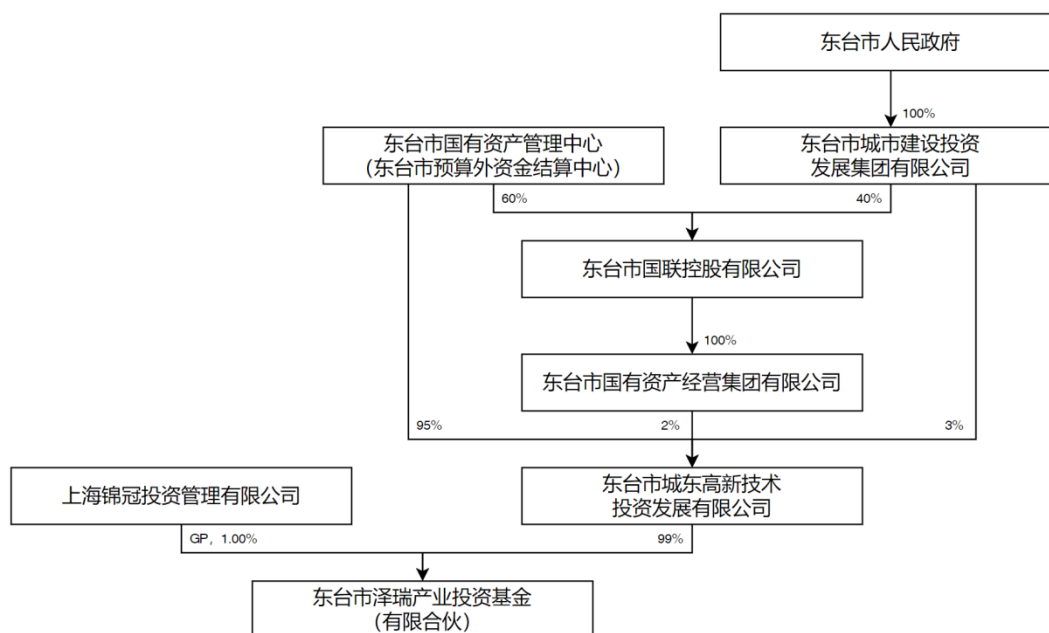 东台市人民政府
100%
东台市国有资产管理中心
（东台市预算外资金结算中心）
东台市城市建设投资
发展集团有限公司
60%
40%
东台市国联控股有限公司
100%
东台市国有资产经营集团有限公司
95%
2%
3%
上海锦冠投资管理有限公司
东台市城东高新技术
投资发展有限公司
GP，1.00%
99%
东台市泽瑞产业投资基金
（有限合伙）